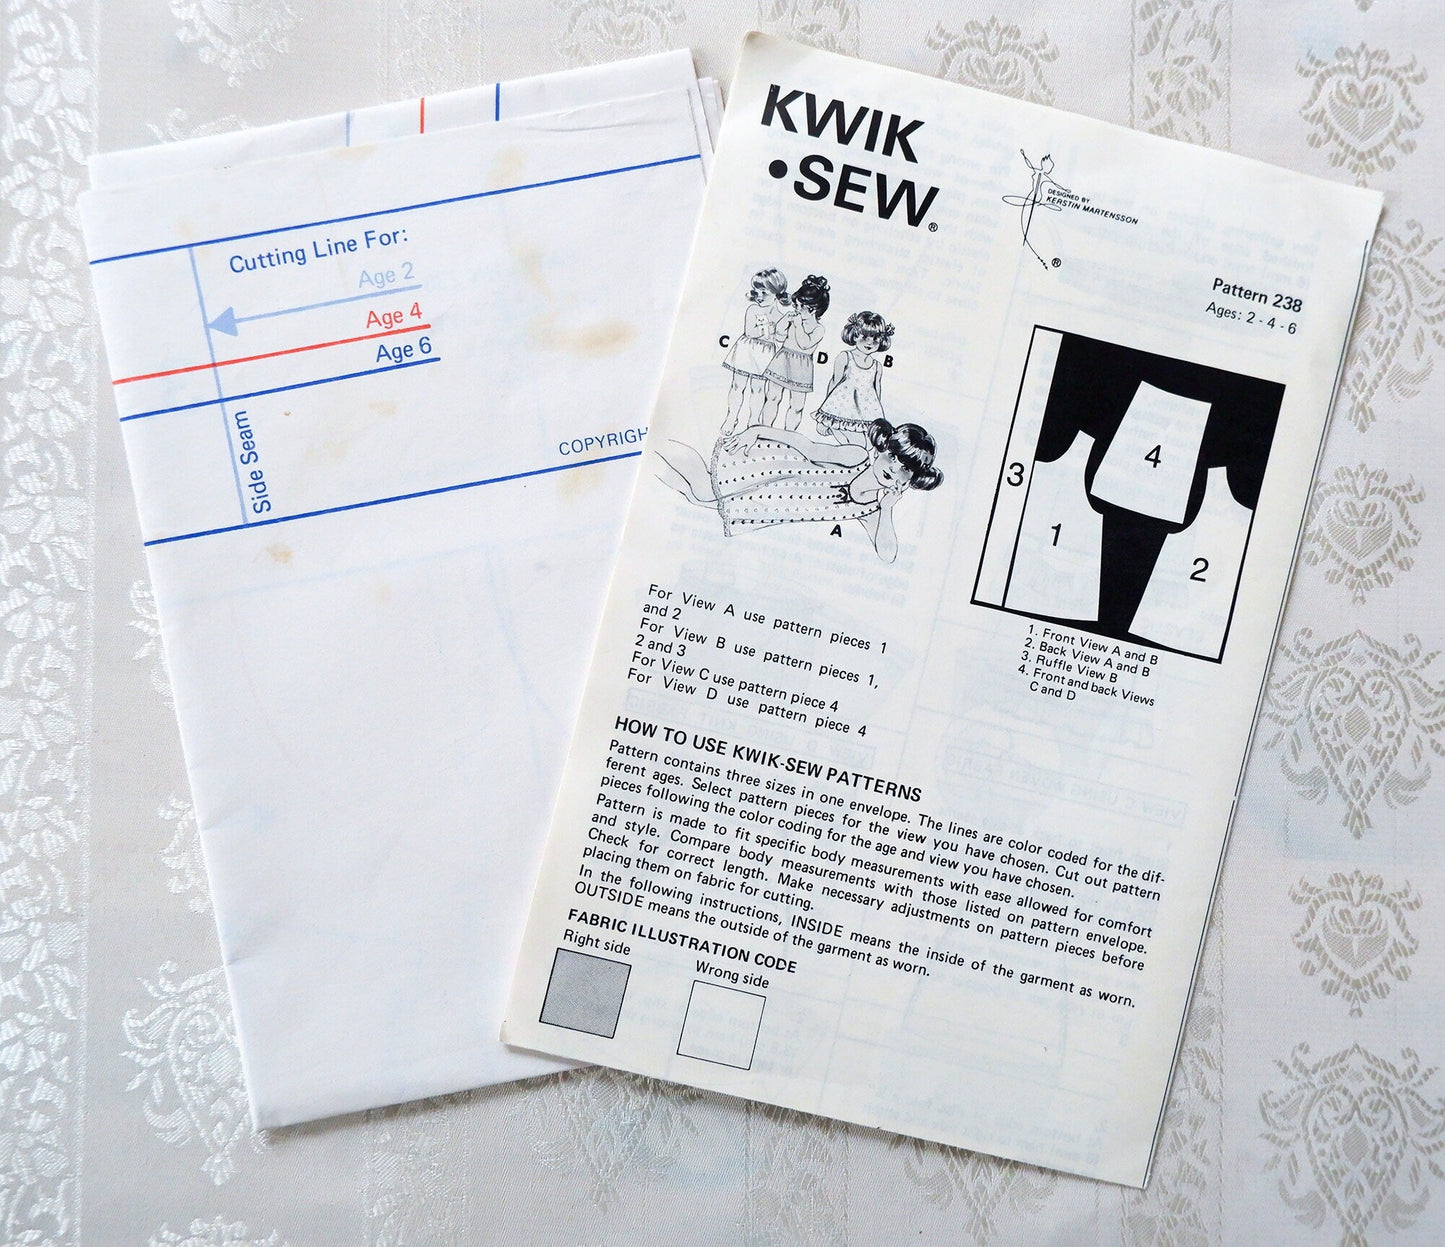 Cutting Line For:
Age 2
Age 4
Age 6
Side Seam
COPYRIGH
KWIK
•SEW®
DESIGNED BY
KERSTIN MARTENSSON
®
Pattern 238
Ages: 2 - 4 - 6
C
D
B
A
3
4
1
2
1. Front View A and B
2. Back View A and B
3. Ruffle View B
4. Front and back Views
C and D
For View A use pattern pieces 1
and 2
For View B use pattern pieces 1,
2 and 3
For View C use pattern piece 4
For View D use pattern piece 4
HOW TO USE KWIK-SEW PATTERNS
Pattern contains three sizes in one envelope. The lines are color coded for the dif-
ferent ages. Select pattern pieces for the view you have chosen. Cut out pattern
pieces following the color coding for the age and view you have chosen.
Pattern is made to fit specific body measurements with ease allowed for comfort
and style. Compare body measurements with those listed on pattern envelope.
Check for correct length. Make necessary adjustments on pattern pieces before
placing them on fabric for cutting.
In the following instructions, INSIDE means the inside of the garment as worn.
OUTSIDE means the outside of the garment as worn.
FABRIC ILLUSTRATION CODE
Right side
Wrong side